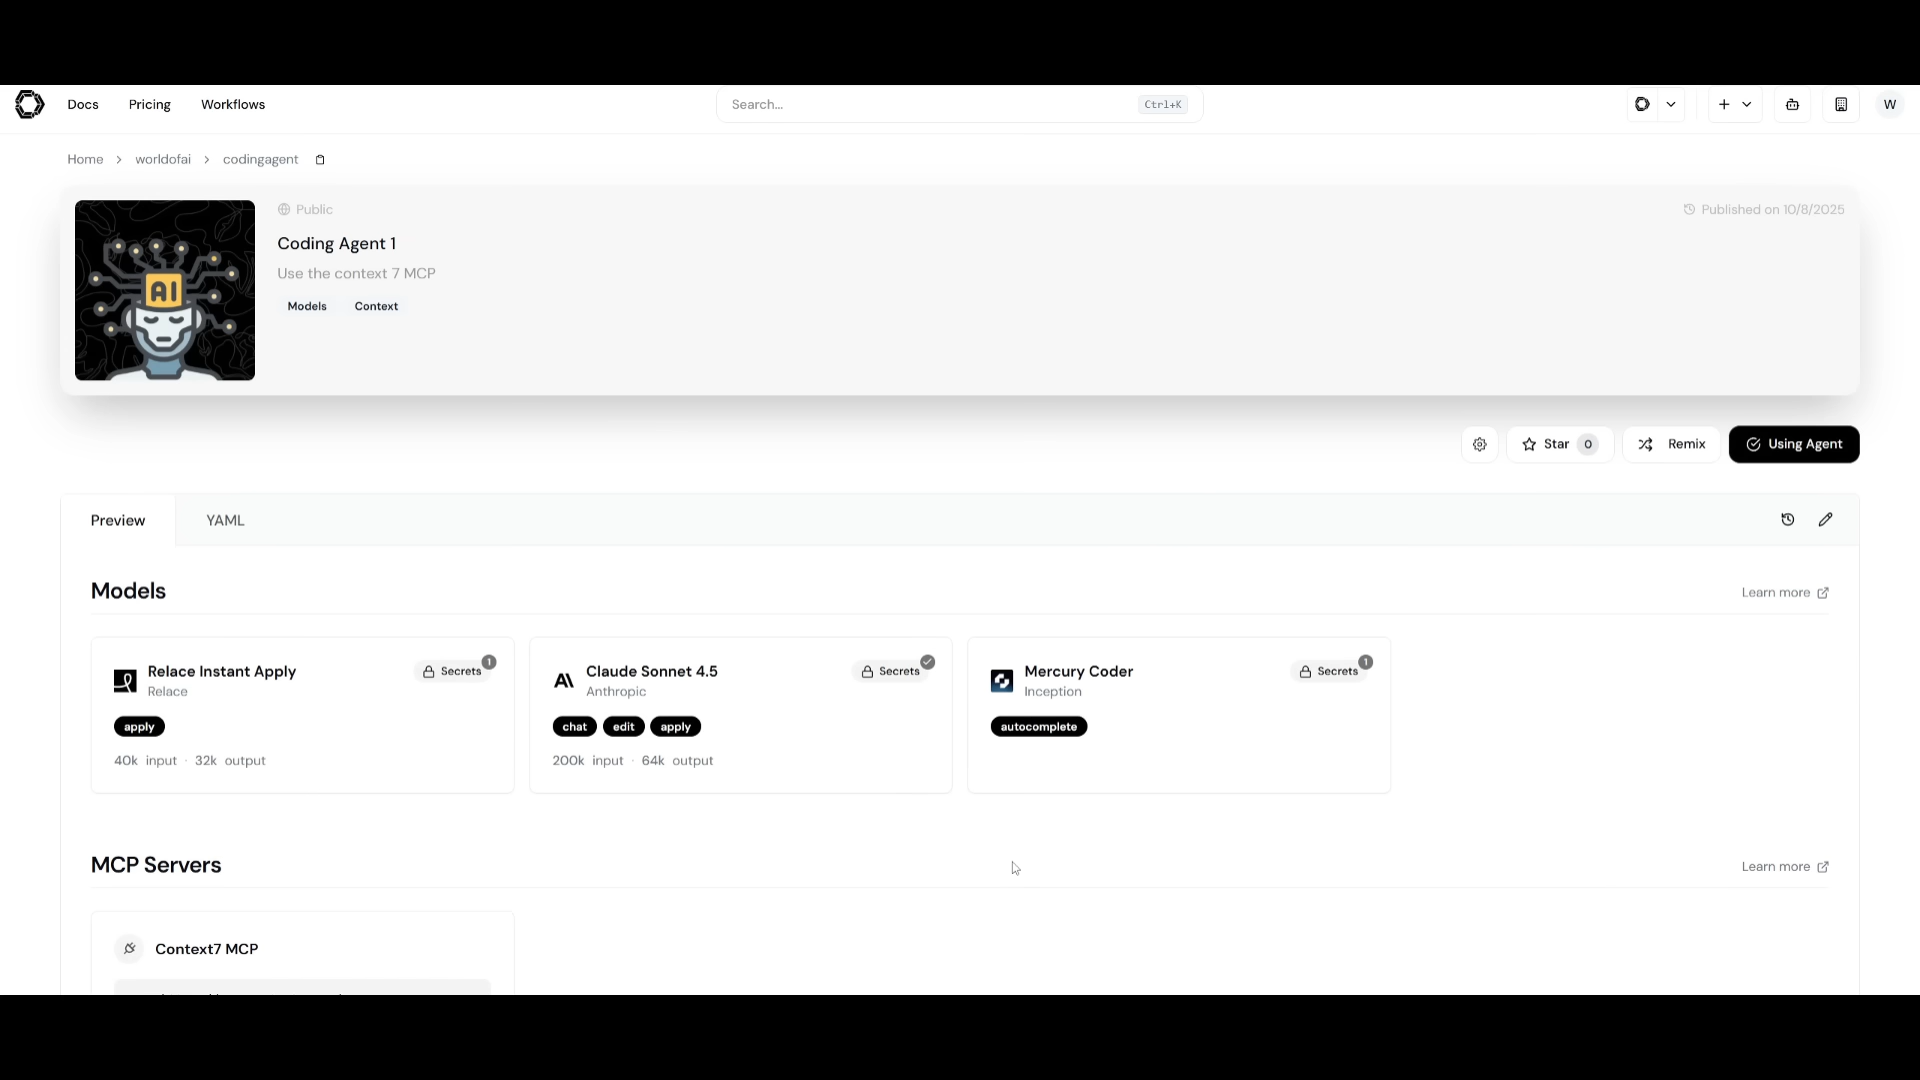 Docs
Pricing
Workflows
Search...
Ctrl+K
W
Home
worldofai
codingagent
Public
Published on 10/8/2025
AI
Coding Agent 1
Use the context 7 MCP
Models
Context
Star 0
Remix
Using Agent
Preview
YAML
Models
Learn more
Relace Instant Apply
Relace
Secrets
1
apply
40k input · 32k output
Claude Sonnet 4.5
Anthropic
Secrets
chat
edit
apply
200k input · 64k output
Mercury Coder
Inception
Secrets
1
autocomplete
MCP Servers
Learn more
Context7 MCP